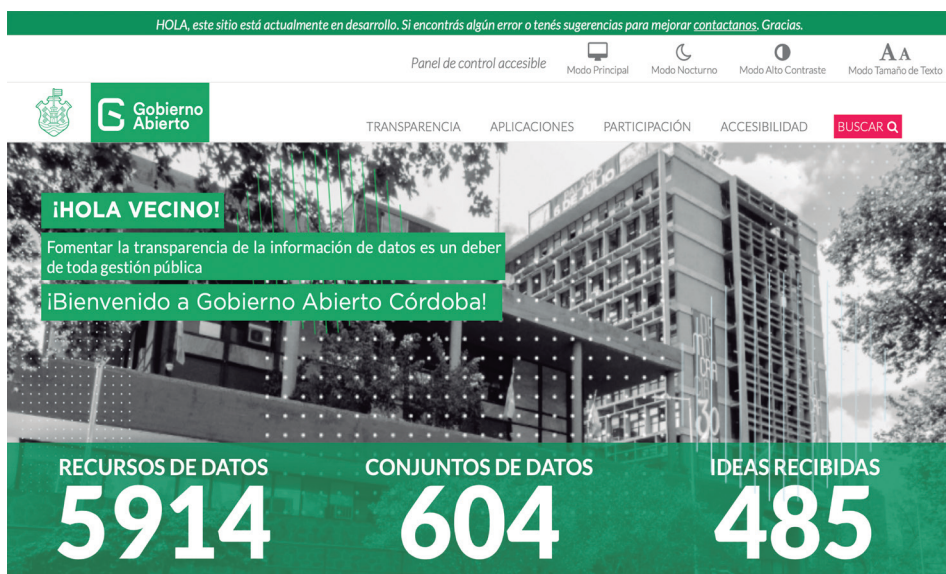 HOLA, este sitio está actualmente en desarrollo. Si encontrás algún error o tenés sugerencias para mejorar contactanos. Gracias.
Panel de control accesible
Modo Principal
Modo Nocturno
Modo Alto Contraste
AA
Modo Tamaño de Texto
G Gobierno
Abierto
TRANSPARENCIA
APLICACIONES
PARTICIPACIÓN
ACCESIBILIDAD
BUSCAR
¡HOLA VECINO!
Fomentar la transparencia de la información de datos es un deber
de toda gestión pública
¡Bienvenido a Gobierno Abierto Córdoba!
RECURSOS DE DATOS
5914
CONJUNTOS DE DATOS
604
IDEAS RECIBIDAS
485